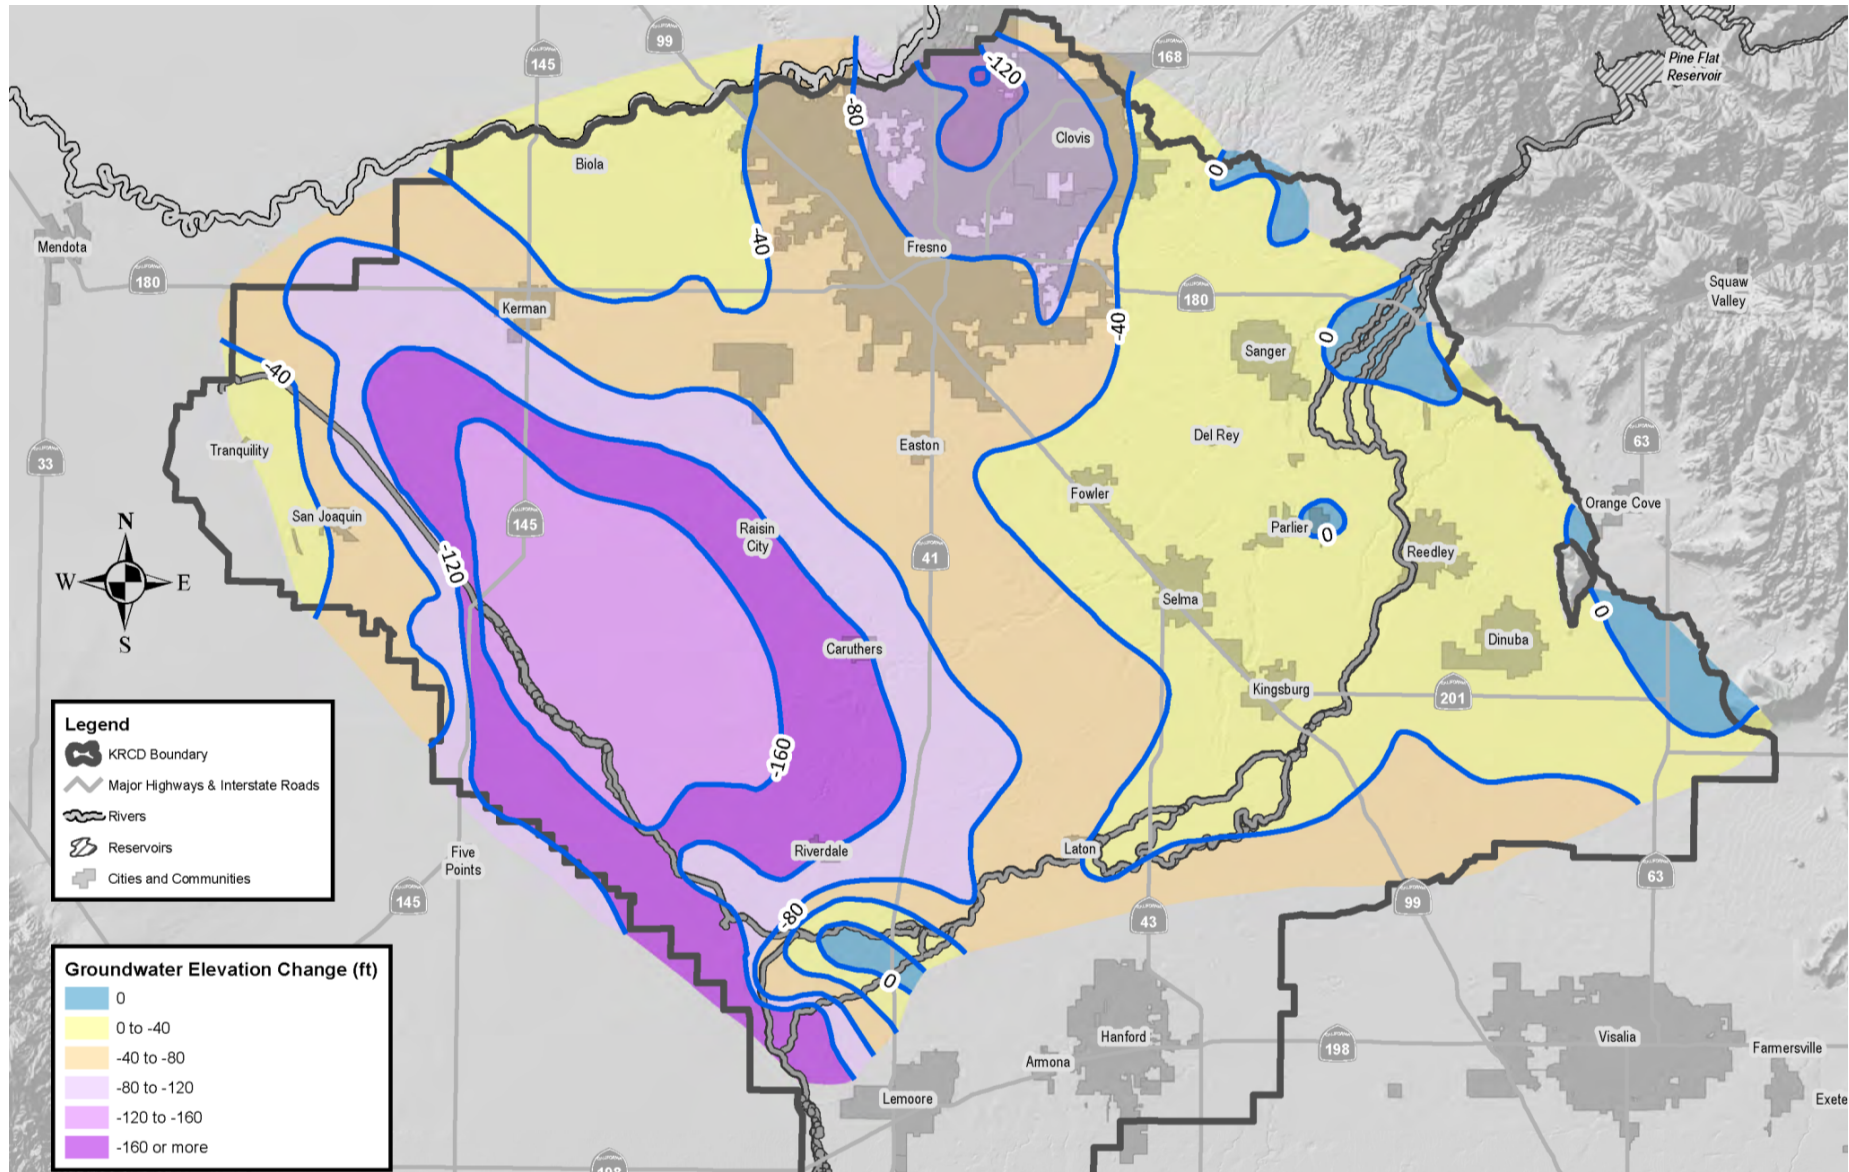 99
168
145
Pine Flat
Reservoir
-120
-80
Clovis
Biola
0
Mendota
-40
Fresno
180
Squaw
Valley
Kerman
180
-40
0
Sanger
-40
Tranquility
33
Del Rey
63
Easton
Fowler
Orange Cove
San Joaquin
145
Raisin
City
Parlier
0
N
W
E
S
-120
41
Reedley
Selma
0
Caruthers
Dinuba
Kingsburg
201
-160
Legend
KRCD Boundary
Major Highways & Interstate Roads
Rivers
Reservoirs
Cities and Communities
Five
Points
Riverdale
Laton
63
145
99
43
-80
0
Groundwater Elevation Change (ft)
0
0 to -40
-40 to -80
-80 to -120
-120 to -160
-160 or more
Hanford
Armona
198
Visalia
Farmersville
Lemoore
Exete
198